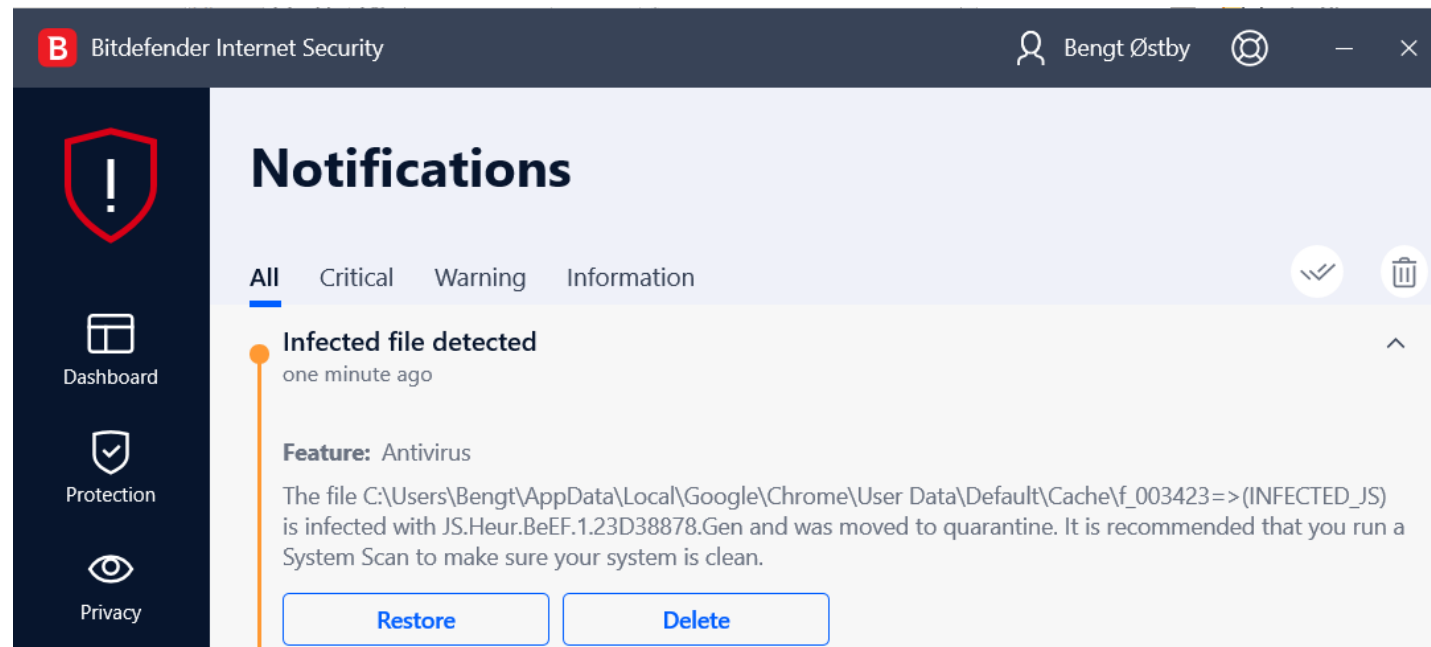 B Bitdefender Internet Security Bengt Østby
Notifications
All Critical Warning Information
Infected file detected
one minute ago
Dashboard
Feature: Antivirus
Protection
The file C:\Users\Bengt\AppData\Local\Google\Chrome\User Data\Default\Cache\f_003423=>(INFECTED_JS)
is infected with JS.Heur.BeEF.1.23D38878.Gen and was moved to quarantine. It is recommended that you run a
System Scan to make sure your system is clean.
Privacy
Restore Delete